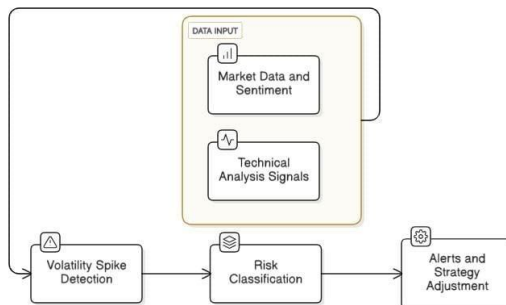 DATA INPUT
Market Data and
Sentiment
Technical
Analysis Signals
Volatility Spike
Detection
Risk
Classification
Alerts and
Strategy
Adjustment